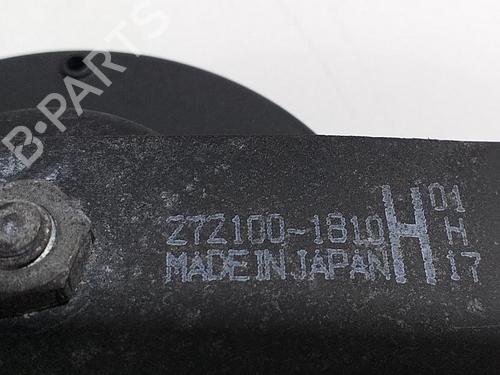 B-PARTS
272100-1810 H 01
H
MADE IN JAPAN 17